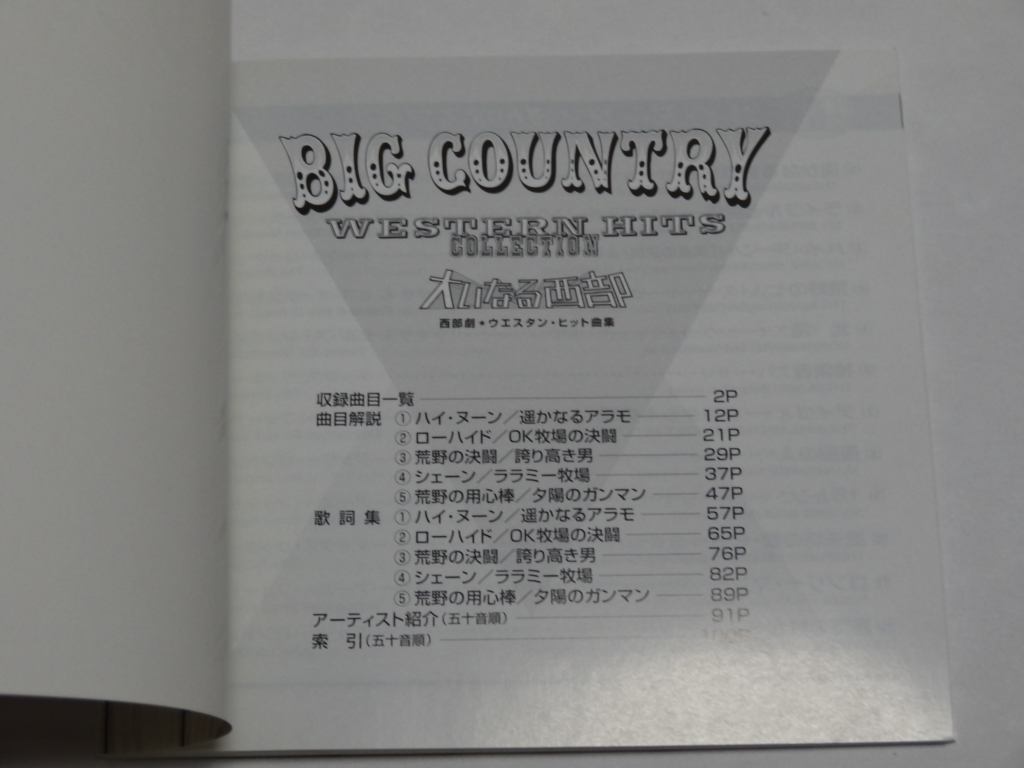 BIG COUNTRY
WESTERN HITS
COLLECTION
大いなる西部
西部劇★ウエスタン・ヒット曲集
収録曲目一覧 2P
曲目解説 ①ハイ・ヌーン／遥かなるアラモ 12P
②ローハイド／OK牧場の決闘 21P
③荒野の決闘／誇り高き男 29P
④シェーン／ララミー牧場 37P
⑤荒野の用心棒／夕陽のガンマン 47P
歌詞集 ①ハイ・ヌーン／遥かなるアラモ 57P
②ローハイド／OK牧場の決闘 65P
③荒野の決闘／誇り高き男 76P
④シェーン／ララミー牧場 82P
⑤荒野の用心棒／夕陽のガンマン 89P
アーティスト紹介（五十音順） 91P
索 引（五十音順）